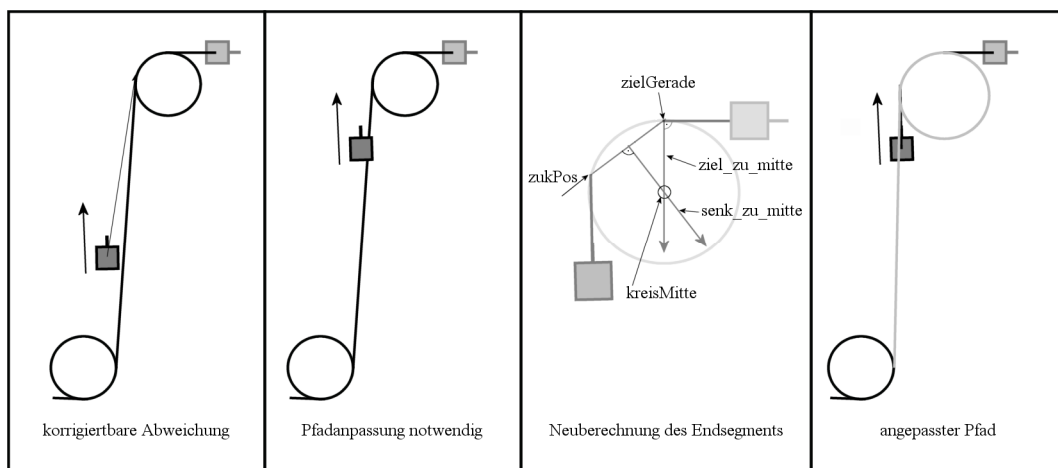 zielGerade
zukPos
ziel_zu_mitte
senk_zu_mitte
kreisMitte
korrigiertbare Abweichung
Pfadanpassung notwendig
Neuberechnung des Endsegments
angepasster Pfad